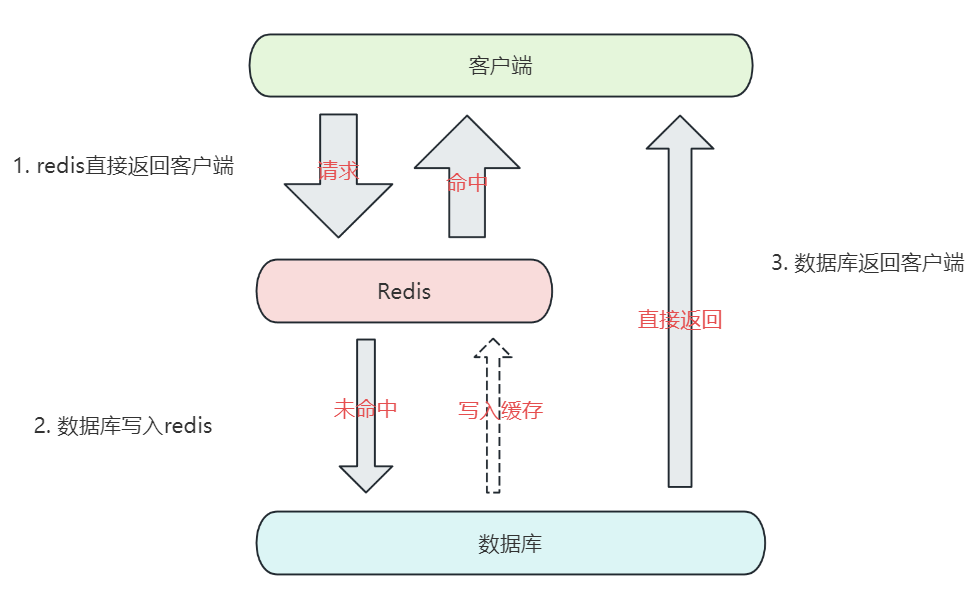 客户端
1. redis直接返回客户端
请求
命中
3. 数据库返回客户端
Redis
直接返回
未命中
写入缓存
2. 数据库写入redis
数据库